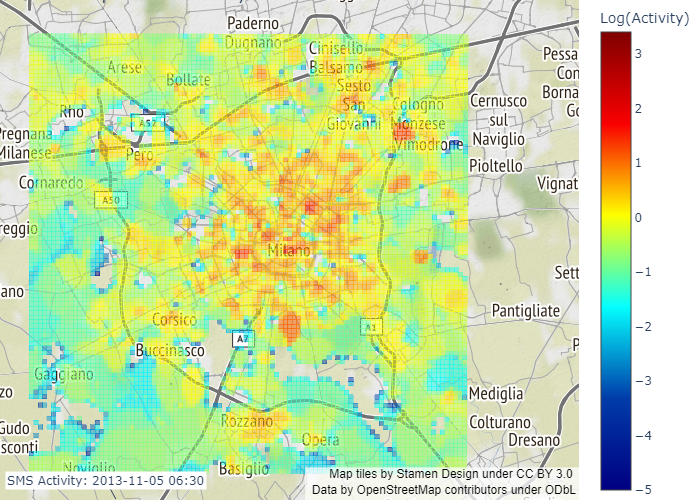 Log(Activity)
Paderno
Dugnano
Cinisello
Balsamo
Arese
Bollate
Sesto
San
Giovanni
Cologno
Monzese
Vimodrone
Cernusco
sul
Naviglio
Pioltello
Pessa
Con
Borna
Go
Vignat
Rho
A52
Pregnana
Milanese
Pero
Cornaredo
A50
reggio
Milano
Sett
ano
Pantigliate
Corsico
A1
A7
Buccinasco
P
Gaggiano
zo
Mediglia
Rozzano
Colturano
Gudo
sconti
Opera
Dresano
Noviglio
Basiglio
3
2
1
0
−1
−2
−3
−4
−5
SMS Activity: 2013-11-05 06:30
Map tiles by Stamen Design under CC BY 3.0
Data by OpenStreetMap contributors under ODbL